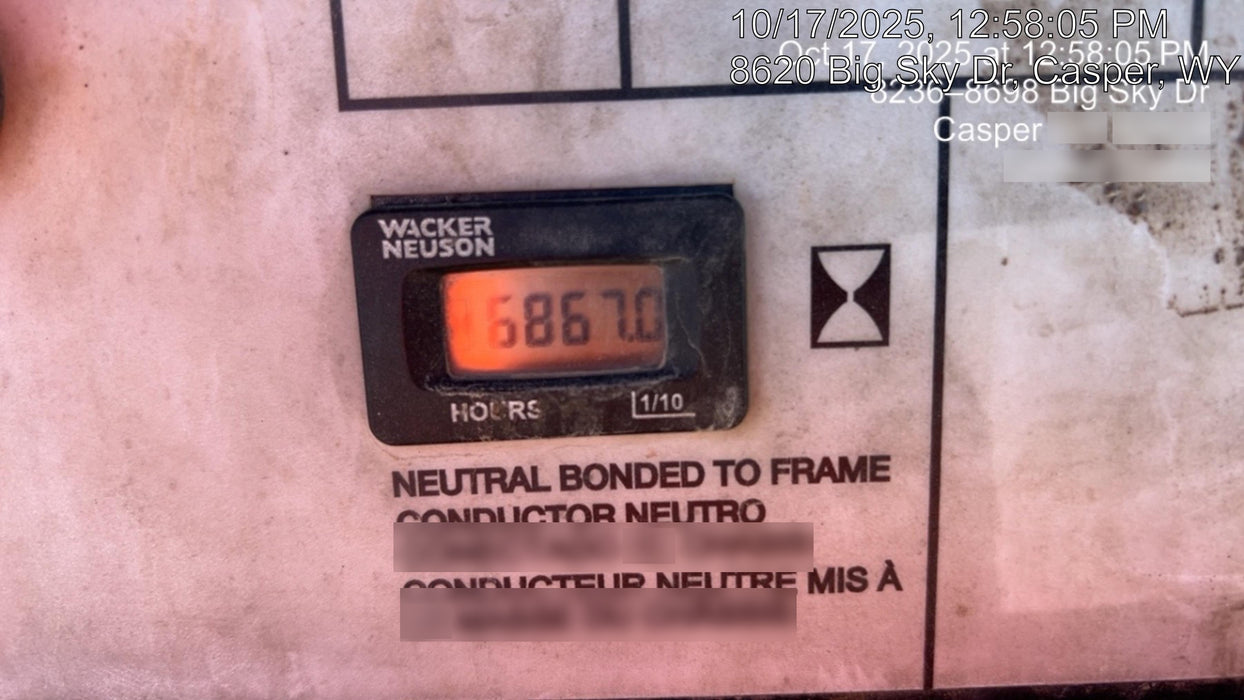 10/17/2025, 12:58:05 PM
Oct 17, 2025 at 12:58:05 PM
8620 Big Sky Dr, Casper, WY
8236–8698 Big Sky Dr
Casper
WACKER
NEUSON
6867.0
HOURS 1/10
NEUTRAL BONDED TO FRAME
CONDUCTOR NEUTRO
CONDUCTEUR NEUTRE MIS À